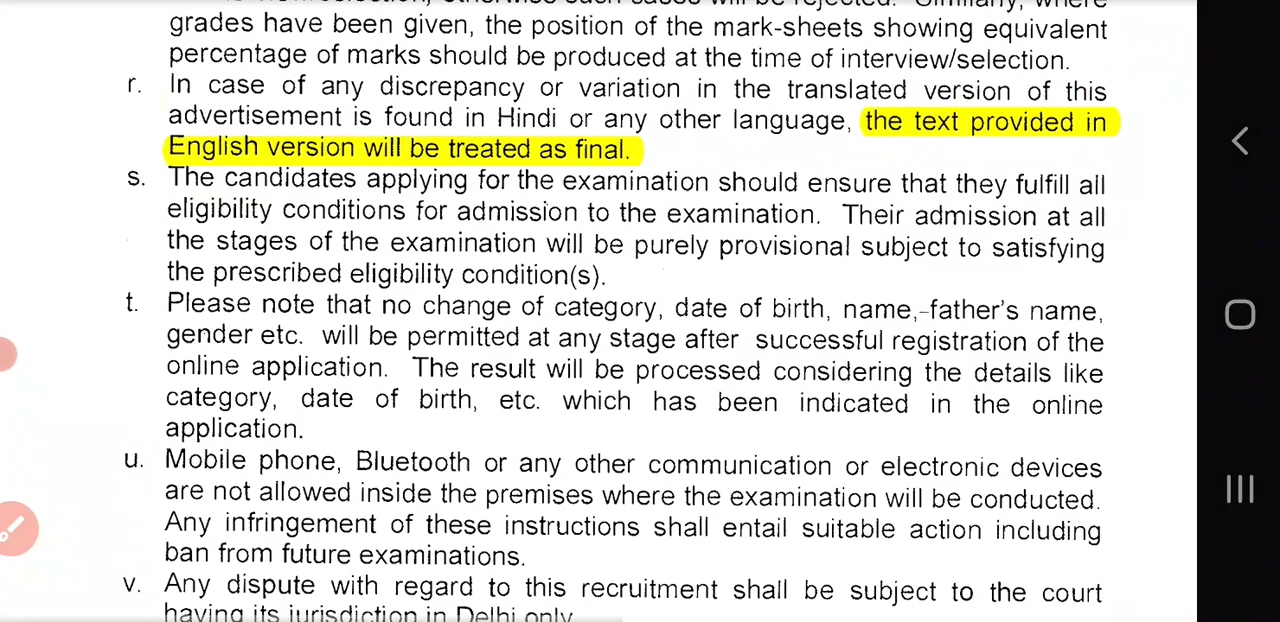 grades have been given, the position of the mark-sheets showing equivalent
percentage of marks should be produced at the time of interview/selection.
r. In case of any discrepancy or variation in the translated version of this
advertisement is found in Hindi or any other language, the text provided in
English version will be treated as final.
s. The candidates applying for the examination should ensure that they fulfill all
eligibility conditions for admission to the examination. Their admission at all
the stages of the examination will be purely provisional subject to satisfying
the prescribed eligibility condition(s).
t. Please note that no change of category, date of birth, name,-father's name,
gender etc. will be permitted at any stage after successful registration of the
online application. The result will be processed considering the details like
category, date of birth, etc. which has been indicated in the online
application.
u. Mobile phone, Bluetooth or any other communication or electronic devices
are not allowed inside the premises where the examination will be conducted.
Any infringement of these instructions shall entail suitable action including
ban from future examinations.
v. Any dispute with regard to this recruitment shall be subject to the court
having its jurisdiction in Delhi only